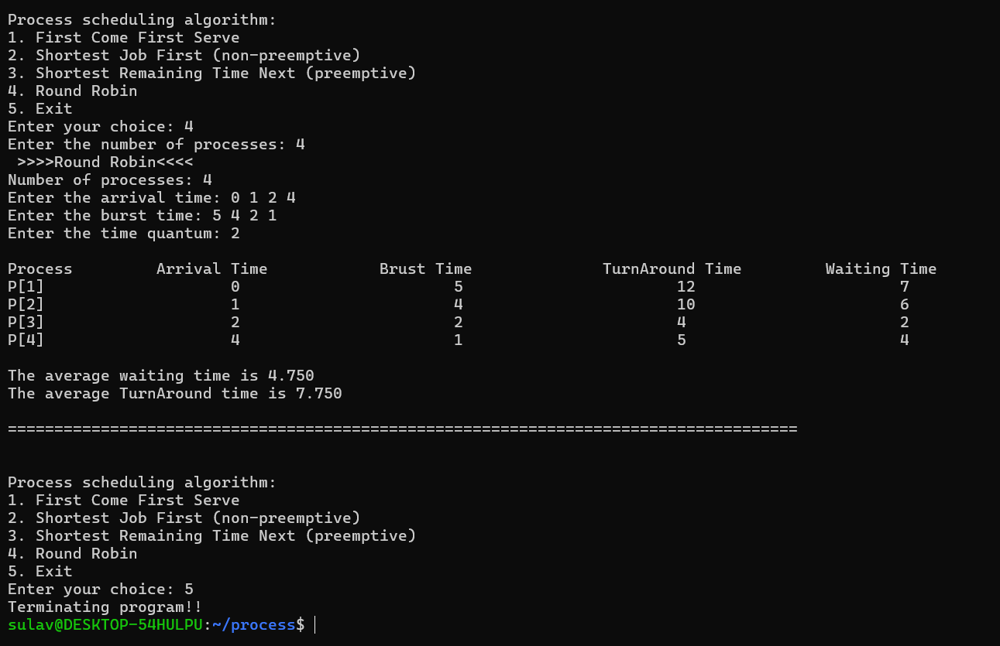 Process scheduling algorithm:
1. First Come First Serve
2. Shortest Job First (non-preemptive)
3. Shortest Remaining Time Next (preemptive)
4. Round Robin
5. Exit
Enter your choice: 4
Enter the number of processes: 4
 >>>>Round Robin<<<<
Number of processes: 4
Enter the arrival time: 0 1 2 4
Enter the burst time: 5 4 2 1
Enter the time quantum: 2
Process         Arrival Time            Brust Time              TurnAround Time         Waiting Time
P[1]                    0                       5                       12                      7
P[2]                    1                       4                       10                      6
P[3]                    2                       2                       4                       2
P[4]                    4                       1                       5                       4
The average waiting time is 4.750
The average TurnAround time is 7.750
=====================================================================================
Process scheduling algorithm:
1. First Come First Serve
2. Shortest Job First (non-preemptive)
3. Shortest Remaining Time Next (preemptive)
4. Round Robin
5. Exit
Enter your choice: 5
Terminating program!!
sulav@DESKTOP-54HULPU:~/process$